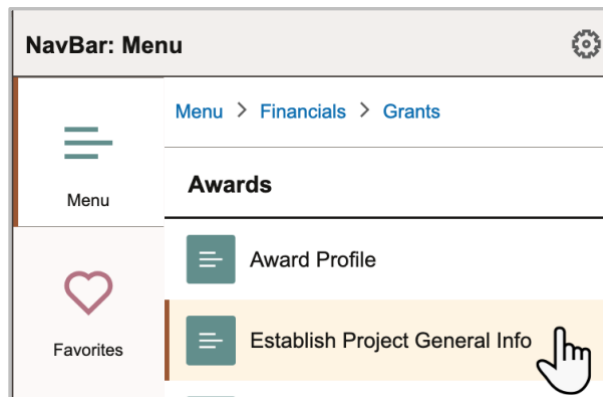 NavBar: Menu
Menu > Financials > Grants
Menu
Awards
Award Profile
Establish Project General Info
Favorites